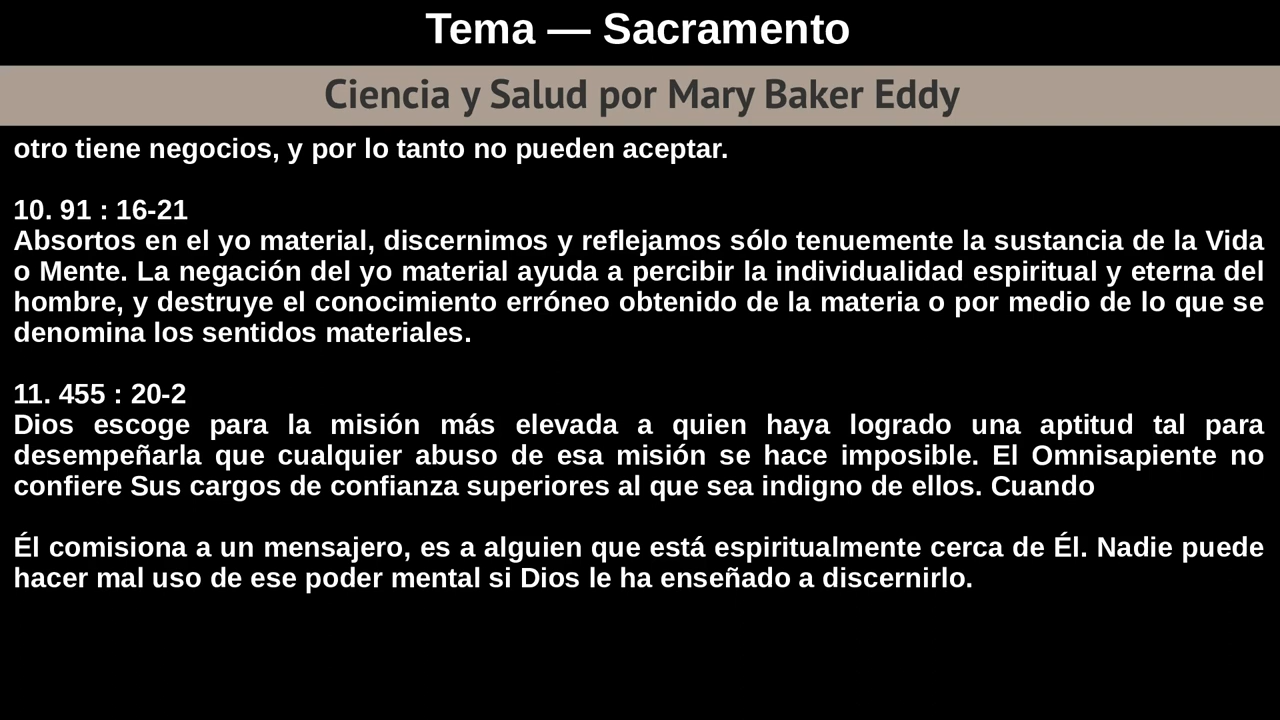 Tema — Sacramento
Ciencia y Salud por Mary Baker Eddy
otro tiene negocios, y por lo tanto no pueden aceptar.
10. 91 : 16-21
Absortos en el yo material, discernimos y reflejamos sólo tenuemente la sustancia de la Vida
o Mente. La negación del yo material ayuda a percibir la individualidad espiritual y eterna del
hombre, y destruye el conocimiento erróneo obtenido de la materia o por medio de lo que se
denomina los sentidos materiales.
11. 455 : 20-2
Dios escoge para la misión más elevada a quien haya logrado una aptitud tal para
desempeñarla que cualquier abuso de esa misión se hace imposible. El Omnisapiente no
confiere Sus cargos de confianza superiores al que sea indigno de ellos. Cuando
Él comisiona a un mensajero, es a alguien que está espiritualmente cerca de Él. Nadie puede
hacer mal uso de ese poder mental si Dios le ha enseñado a discernirlo.